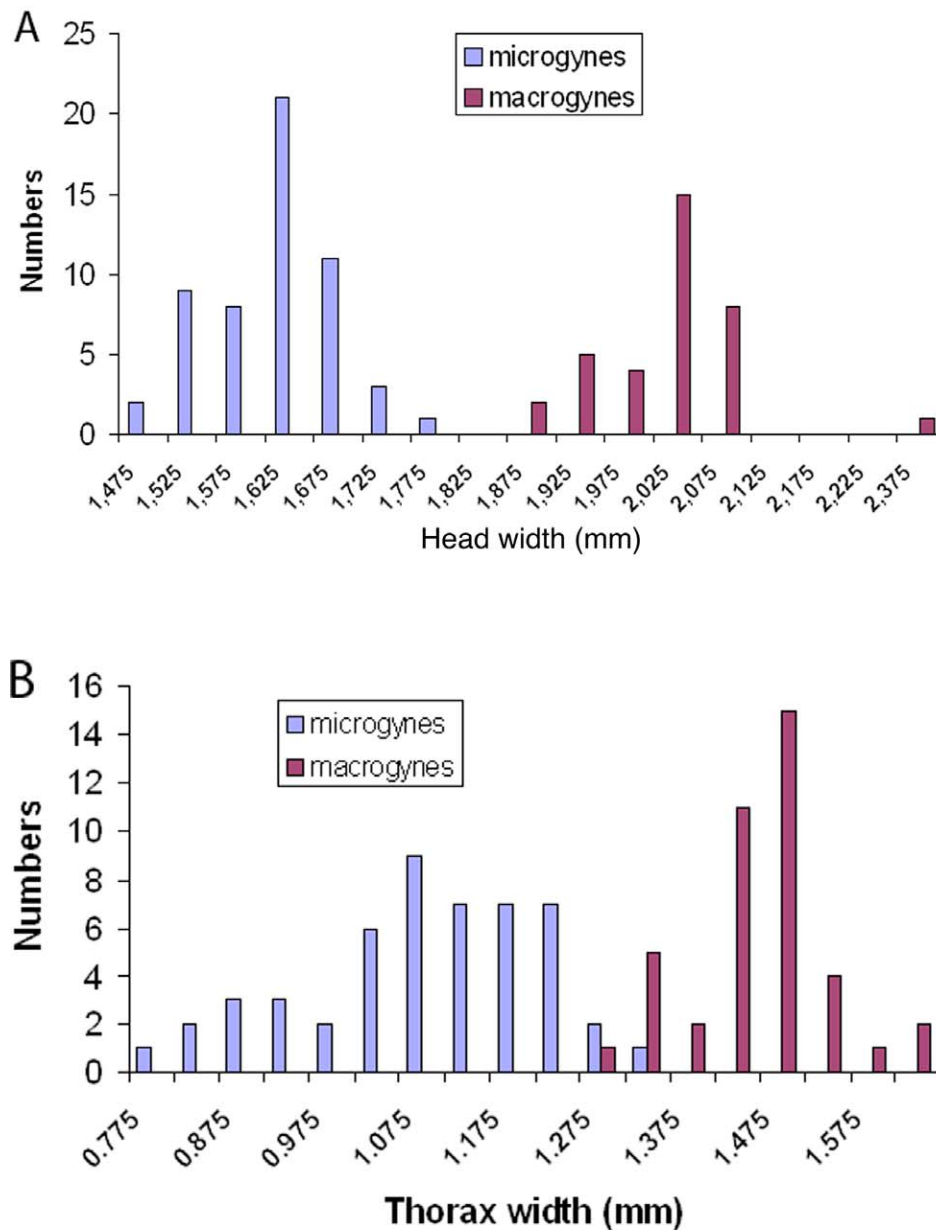 A
25
20
15
10
5
0
Numbers
microgynes
macrogynes
1,475 1,525 1,575 1,625 1,675 1,725 1,775 1,825 1,875 1,925 1,975 2,025 2,075 2,125 2,175 2,225 2,375
Head width (mm)
B
16
14
12
10
8
6
4
2
0
Numbers
microgynes
macrogynes
0.775 0.875 0.975 1.075 1.175 1.275 1.375 1.475 1.575
Thorax width (mm)